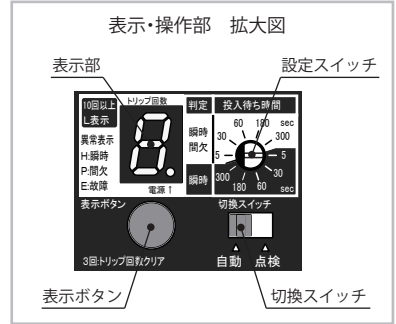 表示・操作部 拡大図
表示部
設定スイッチ
10回以上
L表示
トリップ回数
異常表示
H:瞬時
P:間欠
E:故障
8.
電源↑
判定
投入待ち時間
瞬時
間欠
瞬時
60 180 sec
30 300
5 5
300 30
180 60 sec
表示ボタン
切換スイッチ
3回:トリップ回数クリア
自動 点検
表示ボタン
切換スイッチ